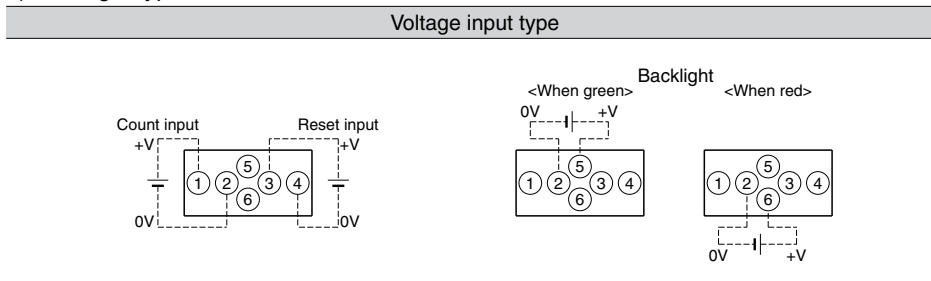 Voltage input type
Backlight
<When green>
<When red>
0V
+V
Count input
Reset input
+V
+V
5
1
2
3
4
6
0V
0V
5
1
2
3
4
6
5
1
2
3
4
6
0V
+V